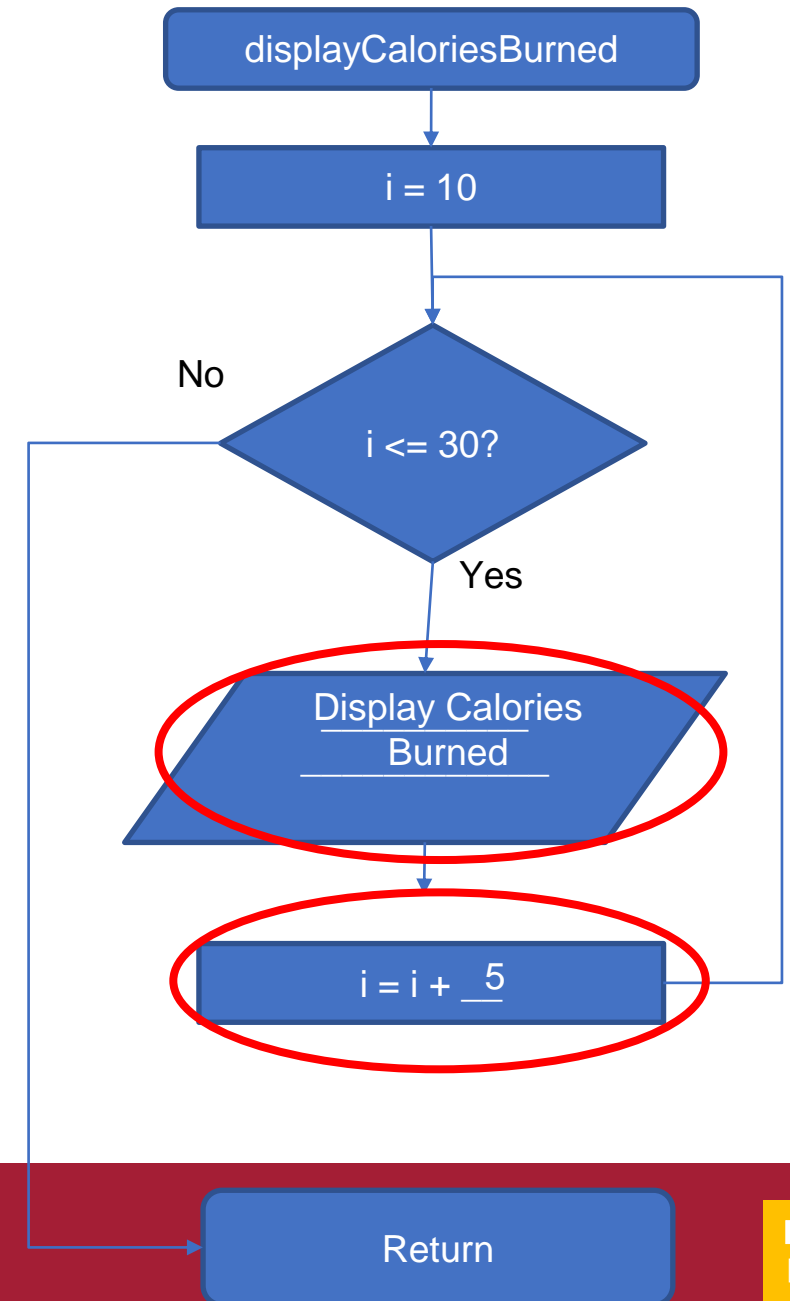 displayCaloriesBurned
i = 10
No
i <= 30?
Yes
Display Calories
Burned
i = i + 5
Return